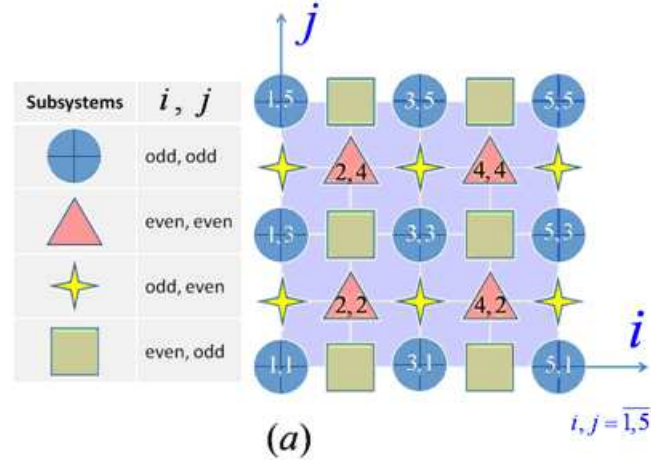 j
Subsystems i, j
odd, odd
even, even
odd, even
even, odd
1,5 3,5 5,5
2,4 4,4
1,3 3,3 5,3
2,2 4,2
1,1 3,1 5,1
i
i, j = \overline{1,5}
(a)